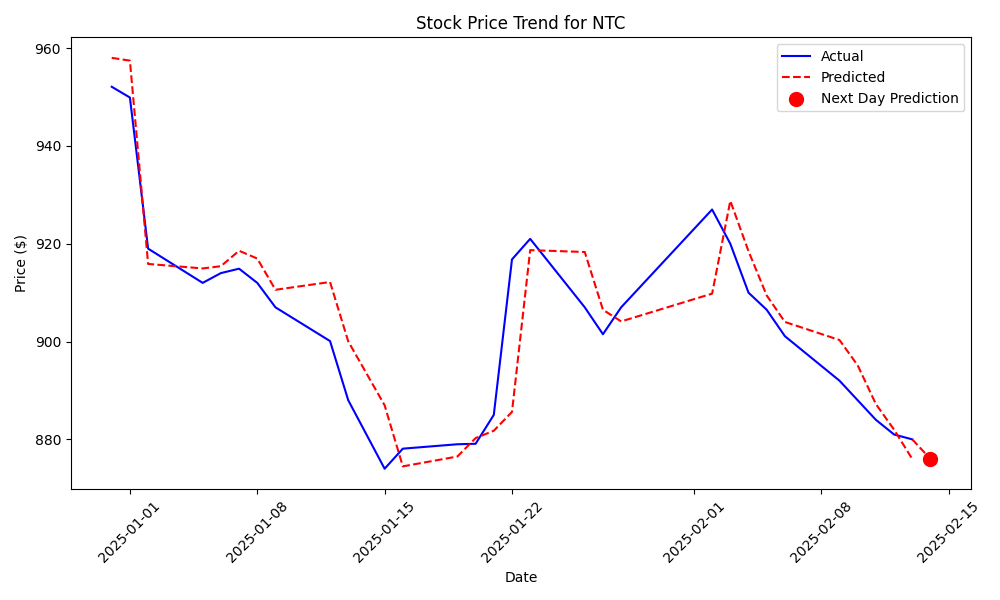 Stock Price Trend for NTC
Actual
Predicted
Next Day Prediction
Price ($)
960
940
920
900
880
2025-01-01
2025-01-08
2025-01-15
2025-01-22
2025-02-01
2025-02-08
2025-02-15
Date